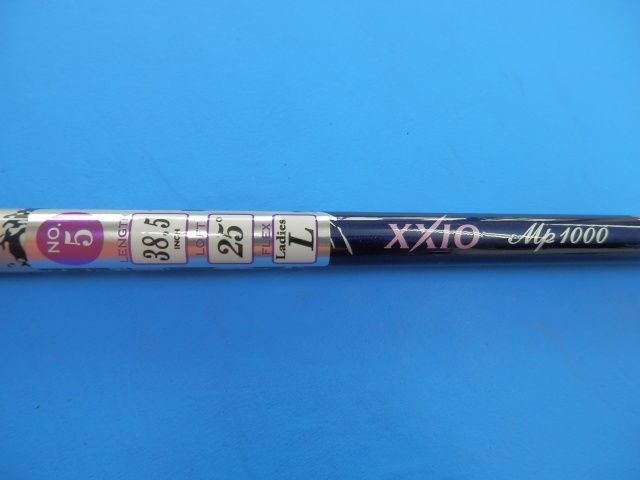 NO. 5
LENGTH 38.5 INCH
LOFT 25°
FLEX Ladies L
XXIO Mp1000